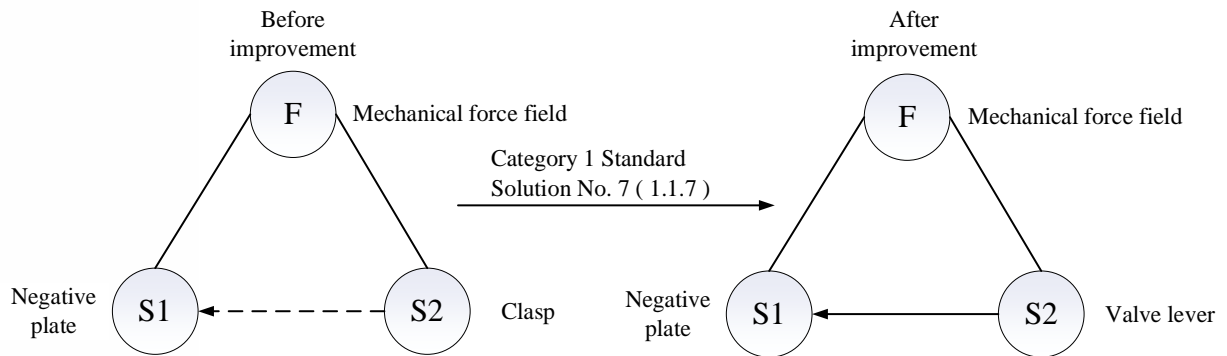 Before
improvement
F
Mechanical force field
Negative
plate
S1
S2
Clasp
Category 1 Standard
Solution No. 7 ( 1.1.7 )
After
improvement
F
Mechanical force field
Negative
plate
S1
S2
Valve lever